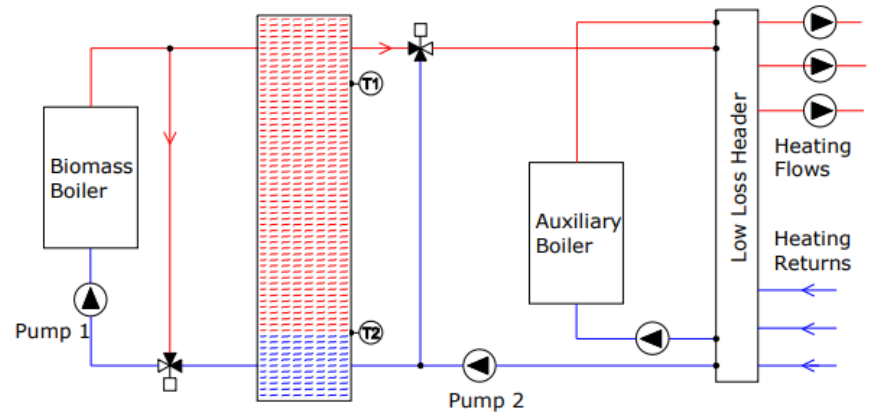 Biomass
Boiler
Pump 1
T1
T2
Pump 2
Auxiliary
Boiler
Low Loss Header
Heating
Flows
Heating
Returns